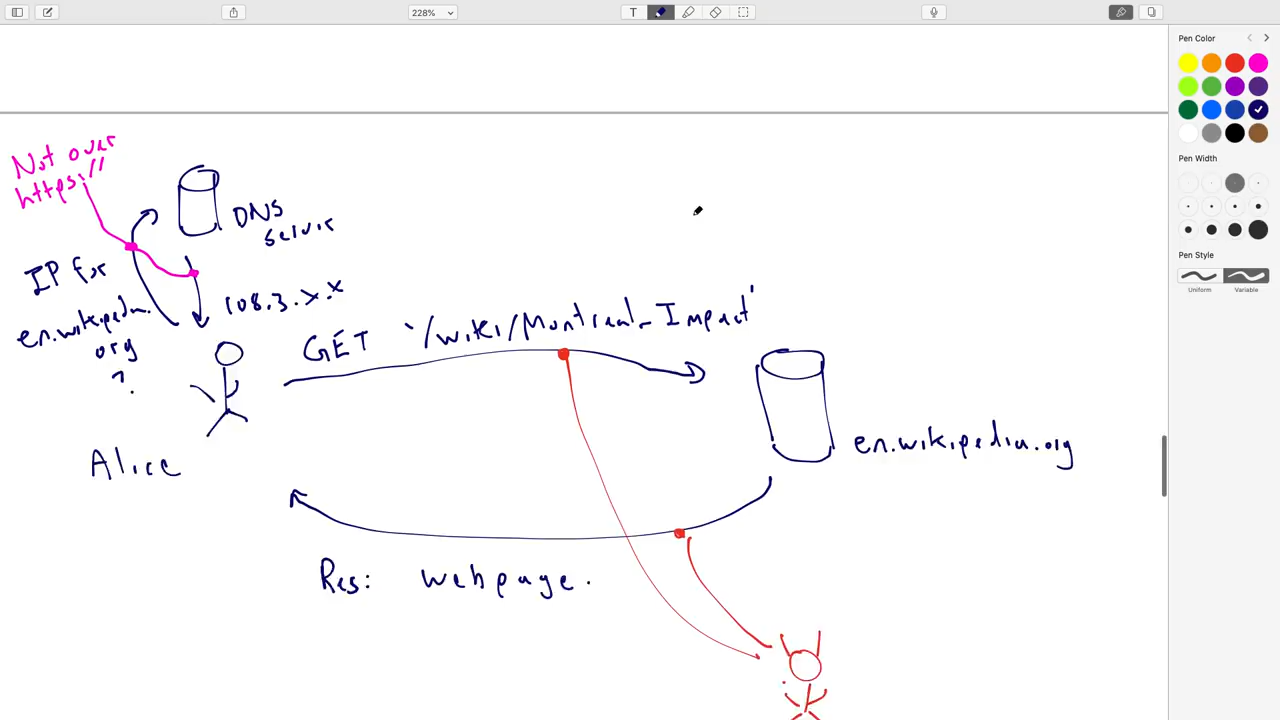 228%
T
Pen Color
Pen Width
Pen Style
Uniform
Variable
Not over
https://
DNS
server
IP for
en.wikipedia.
org
?
108.3.x.x
GET '/wiki/Montreal_Impact'
Alice
en.wikipedia.org
Res: webpage.